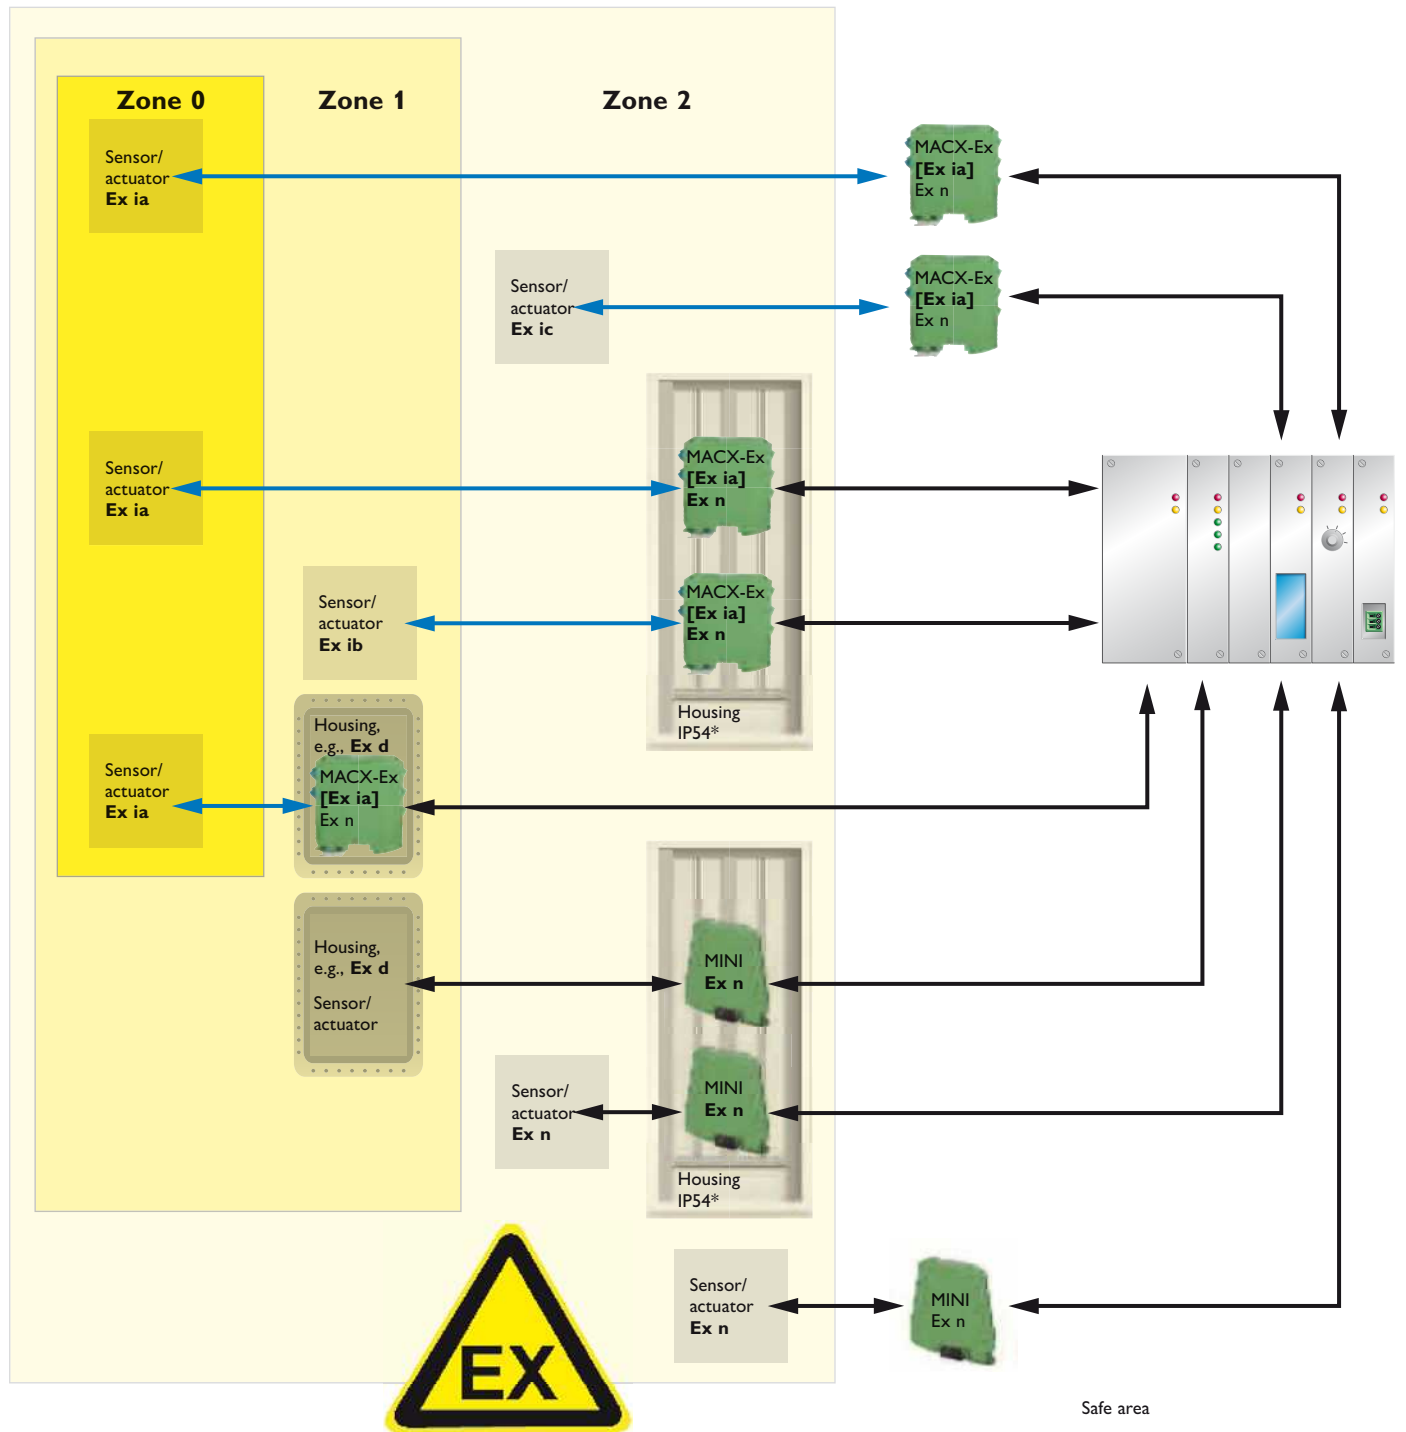 Zone 0
Zone 1
Zone 2
Sensor/
actuator
Ex ia
MACX-Ex
[Ex ia]
Ex n
Sensor/
actuator
Ex ic
MACX-Ex
[Ex ia]
Ex n
Sensor/
actuator
Ex ia
MACX-Ex
[Ex ia]
Ex n
Sensor/
actuator
Ex ib
MACX-Ex
[Ex ia]
Ex n
Housing
IP54*
Sensor/
actuator
Ex ia
Housing,
e.g., Ex d
MACX-Ex
[Ex ia]
Ex n
Housing,
e.g., Ex d
Sensor/
actuator
MINI
Ex n
Sensor/
actuator
Ex n
MINI
Ex n
Housing
IP54*
Sensor/
actuator
Ex n
MINI
Ex n
EX
Safe area